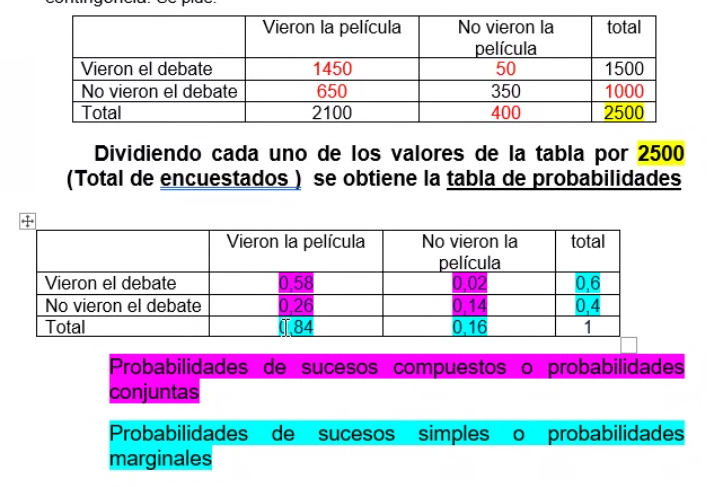 contingencia. Se pide:
Vieron la película No vieron la película total
Vieron el debate 1450 50 1500
No vieron el debate 650 350 1000
Total 2100 400 2500
Dividiendo cada uno de los valores de la tabla por 2500
(Total de encuestados ) se obtiene la tabla de probabilidades
Vieron la película No vieron la película total
Vieron el debate 0,58 0,02 0,6
No vieron el debate 0,26 0,14 0,4
Total 0,84 0,16 1
Probabilidades de sucesos compuestos o probabilidades
conjuntas
Probabilidades de sucesos simples o probabilidades
marginales